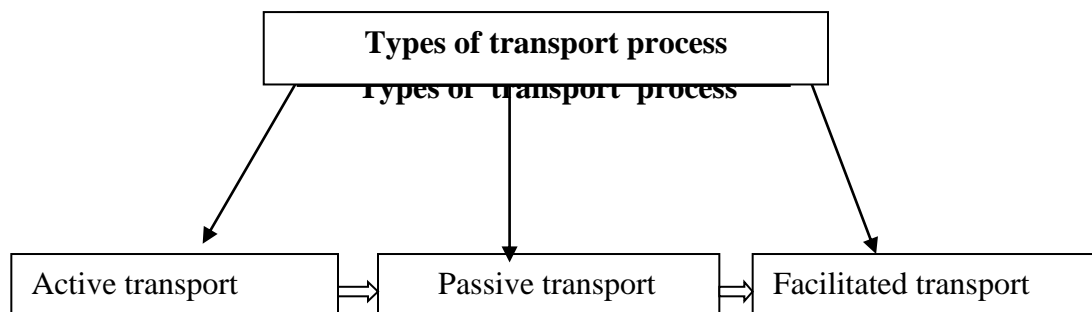 Types of transport process
Types of transport process
Active transport
Passive transport
Facilitated transport